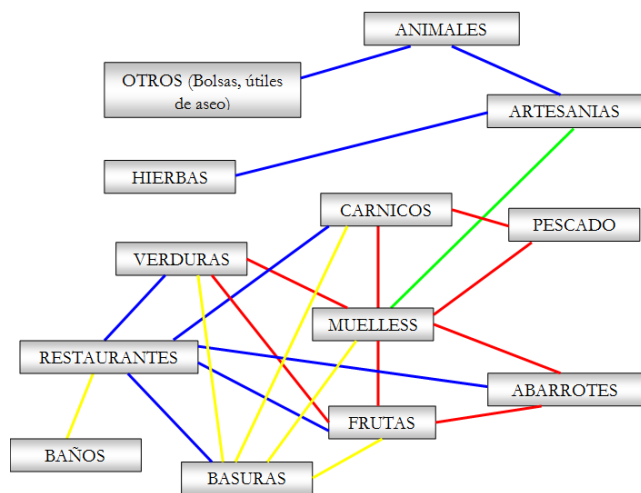 ANIMALES
OTROS (Bolsas, útiles
de aseo)
ARTESANIAS
HIERBAS
CARNICOS
PESCADO
VERDURAS
MUELLESS
RESTAURANTES
ABARROTES
FRUTAS
BAÑOS
BASURAS